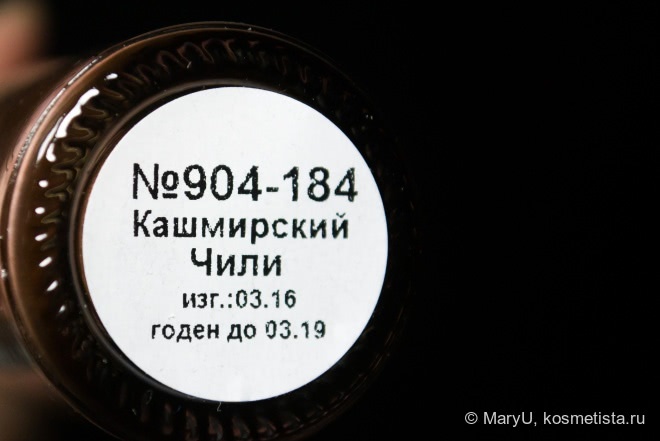 №904-184
Кашмирский
Чили
изг.:03.16
годен до 03.19
© MaryU, kosmetista.ru